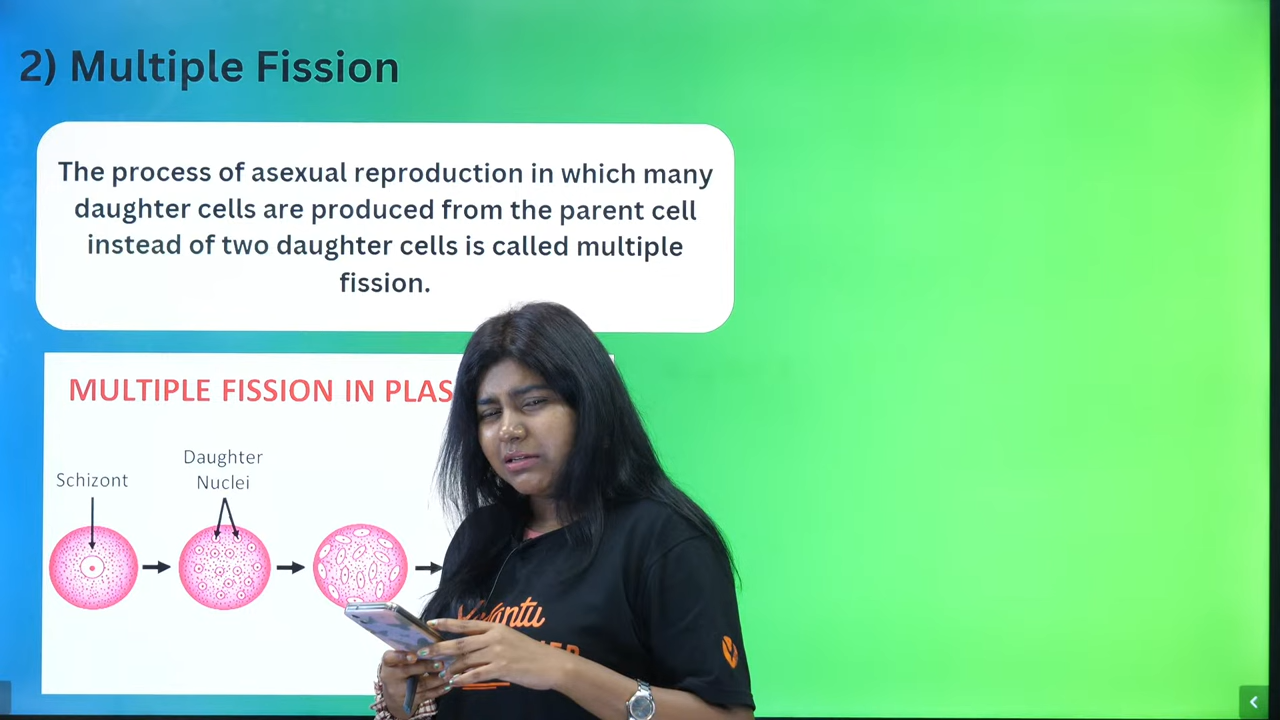 2) Multiple Fission
The process of asexual reproduction in which many
daughter cells are produced from the parent cell
instead of two daughter cells is called multiple
fission.
MULTIPLE FISSION IN PLAS
Schizont
Daughter
Nuclei